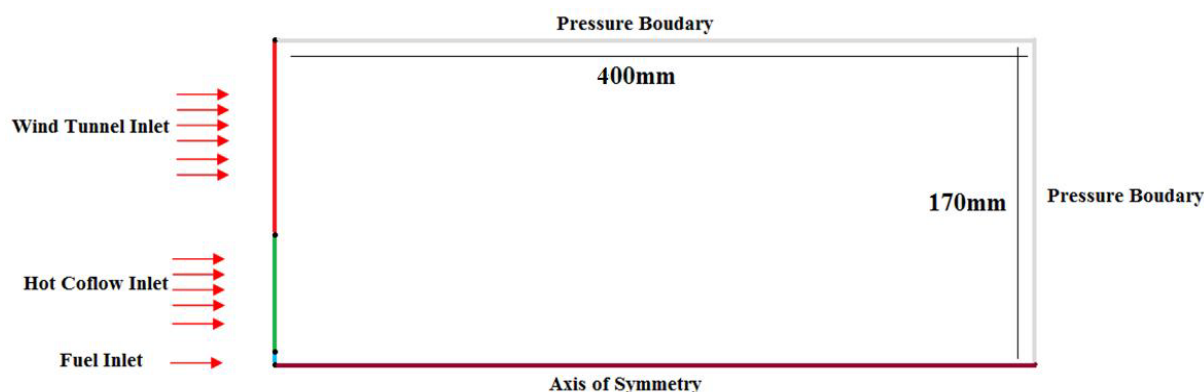 Pressure Boudary
400mm
Wind Tunnel Inlet
170mm
Pressure Boudary
Hot Coflow Inlet
Fuel Inlet
Axis of Symmetry